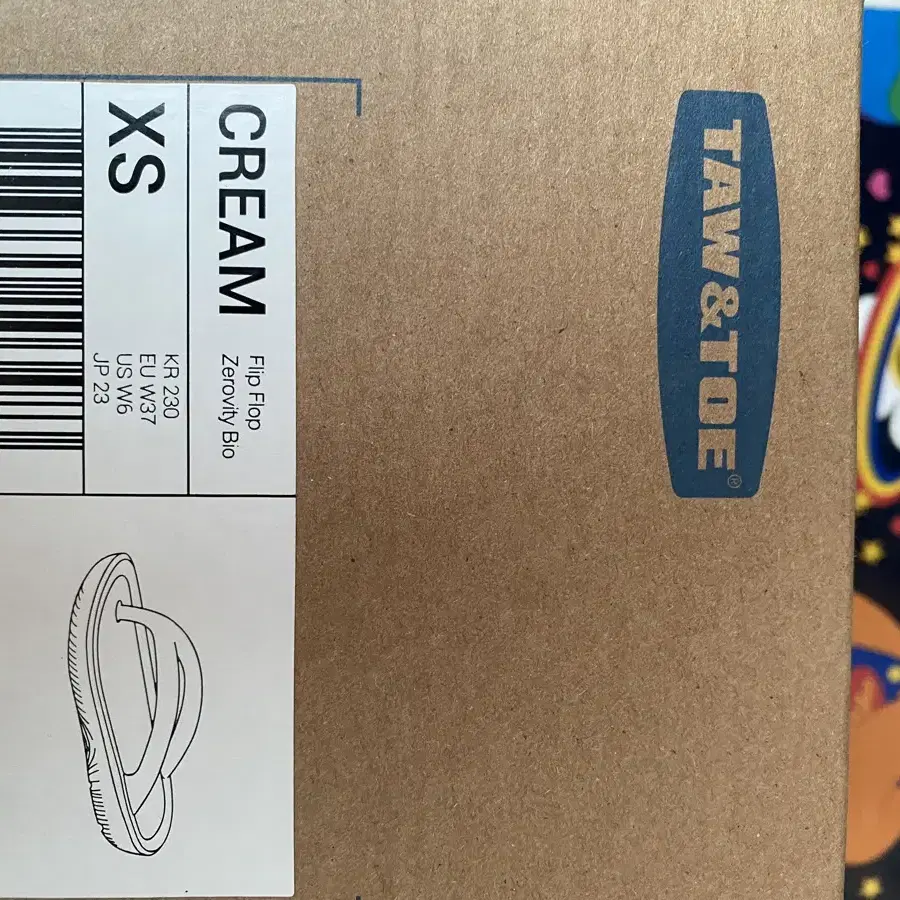 TAW&TOE®
CREAM
Flip Flop
Zerovity Bio
XS
KR 230
EU W37
US W6
JP 23